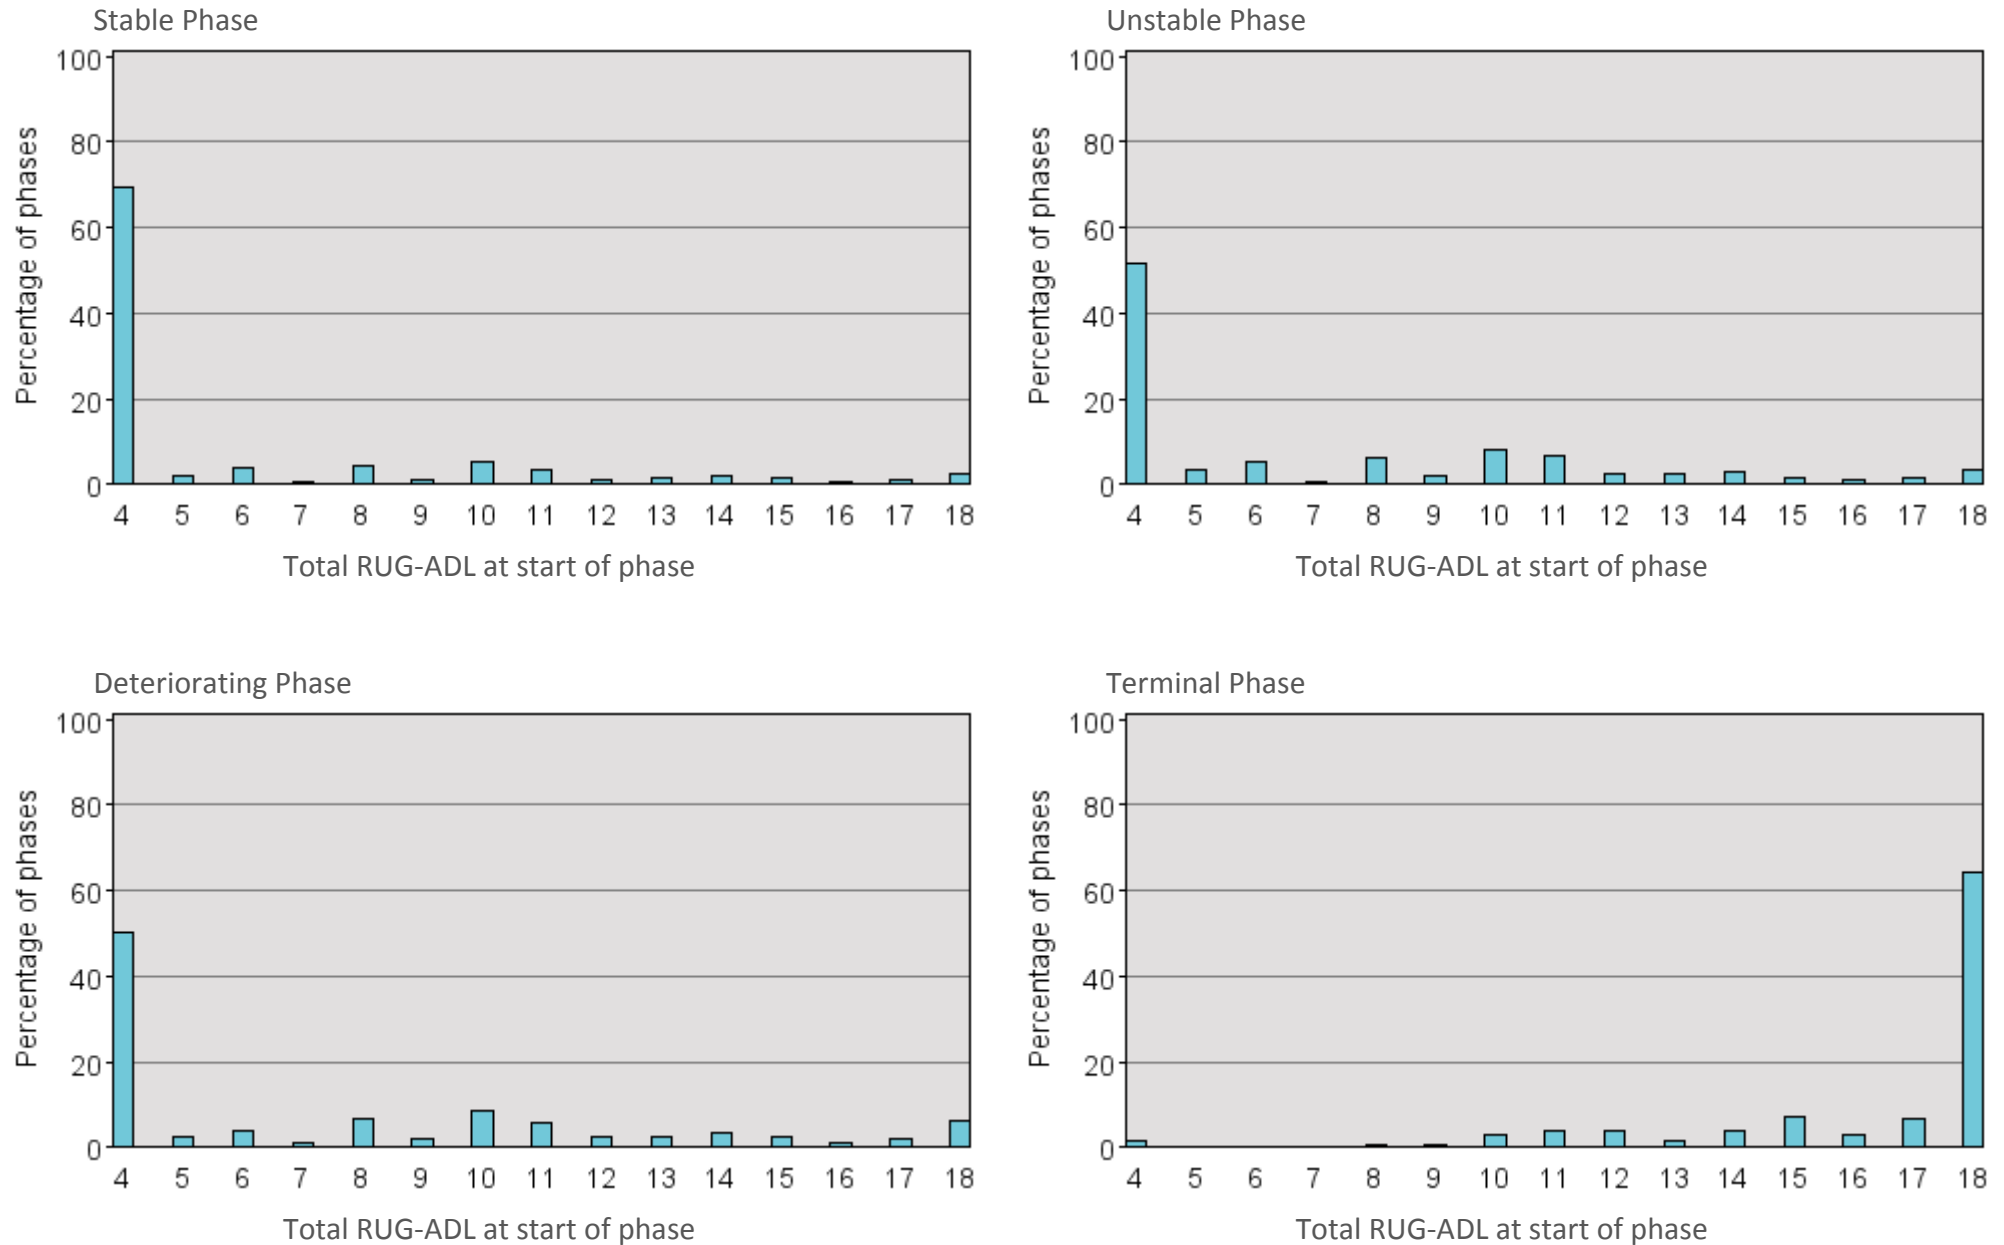 Stable Phase
Percentage of phases
100
80
60
40
20
0
4 5 6 7 8 9 10 11 12 13 14 15 16 17 18
Total RUG-ADL at start of phase
Unstable Phase
Percentage of phases
100
80
60
40
20
0
4 5 6 7 8 9 10 11 12 13 14 15 16 17 18
Total RUG-ADL at start of phase
Deteriorating Phase
Percentage of phases
100
80
60
40
20
0
4 5 6 7 8 9 10 11 12 13 14 15 16 17 18
Total RUG-ADL at start of phase
Terminal Phase
Percentage of phases
100
80
60
40
20
0
4 5 6 7 8 9 10 11 12 13 14 15 16 17 18
Total RUG-ADL at start of phase